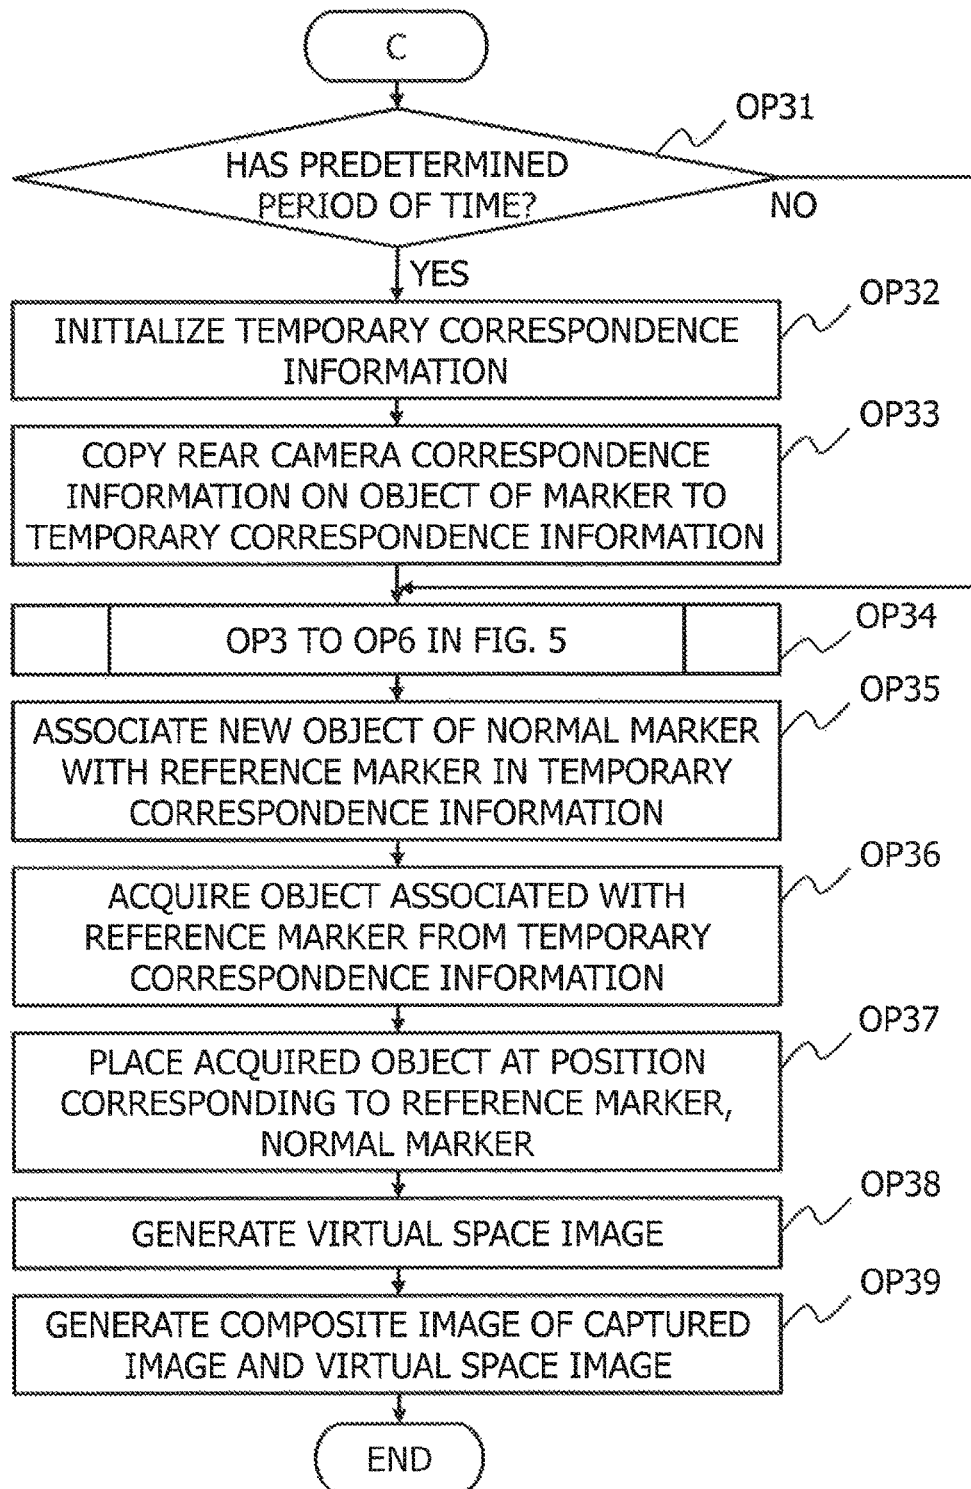 C
OP31
HAS PREDETERMINED
PERIOD OF TIME?
NO
YES
OP32
INITIALIZE TEMPORARY CORRESPONDENCE
INFORMATION
OP33
COPY REAR CAMERA CORRESPONDENCE
INFORMATION ON OBJECT OF MARKER TO
TEMPORARY CORRESPONDENCE INFORMATION
OP34
OP3 TO OP6 IN FIG. 5
OP35
ASSOCIATE NEW OBJECT OF NORMAL MARKER
WITH REFERENCE MARKER IN TEMPORARY
CORRESPONDENCE INFORMATION
OP36
ACQUIRE OBJECT ASSOCIATED WITH
REFERENCE MARKER FROM TEMPORARY
CORRESPONDENCE INFORMATION
OP37
PLACE ACQUIRED OBJECT AT POSITION
CORRESPONDING TO REFERENCE MARKER,
NORMAL MARKER
OP38
GENERATE VIRTUAL SPACE IMAGE
OP39
GENERATE COMPOSITE IMAGE OF CAPTURED
IMAGE AND VIRTUAL SPACE IMAGE
END